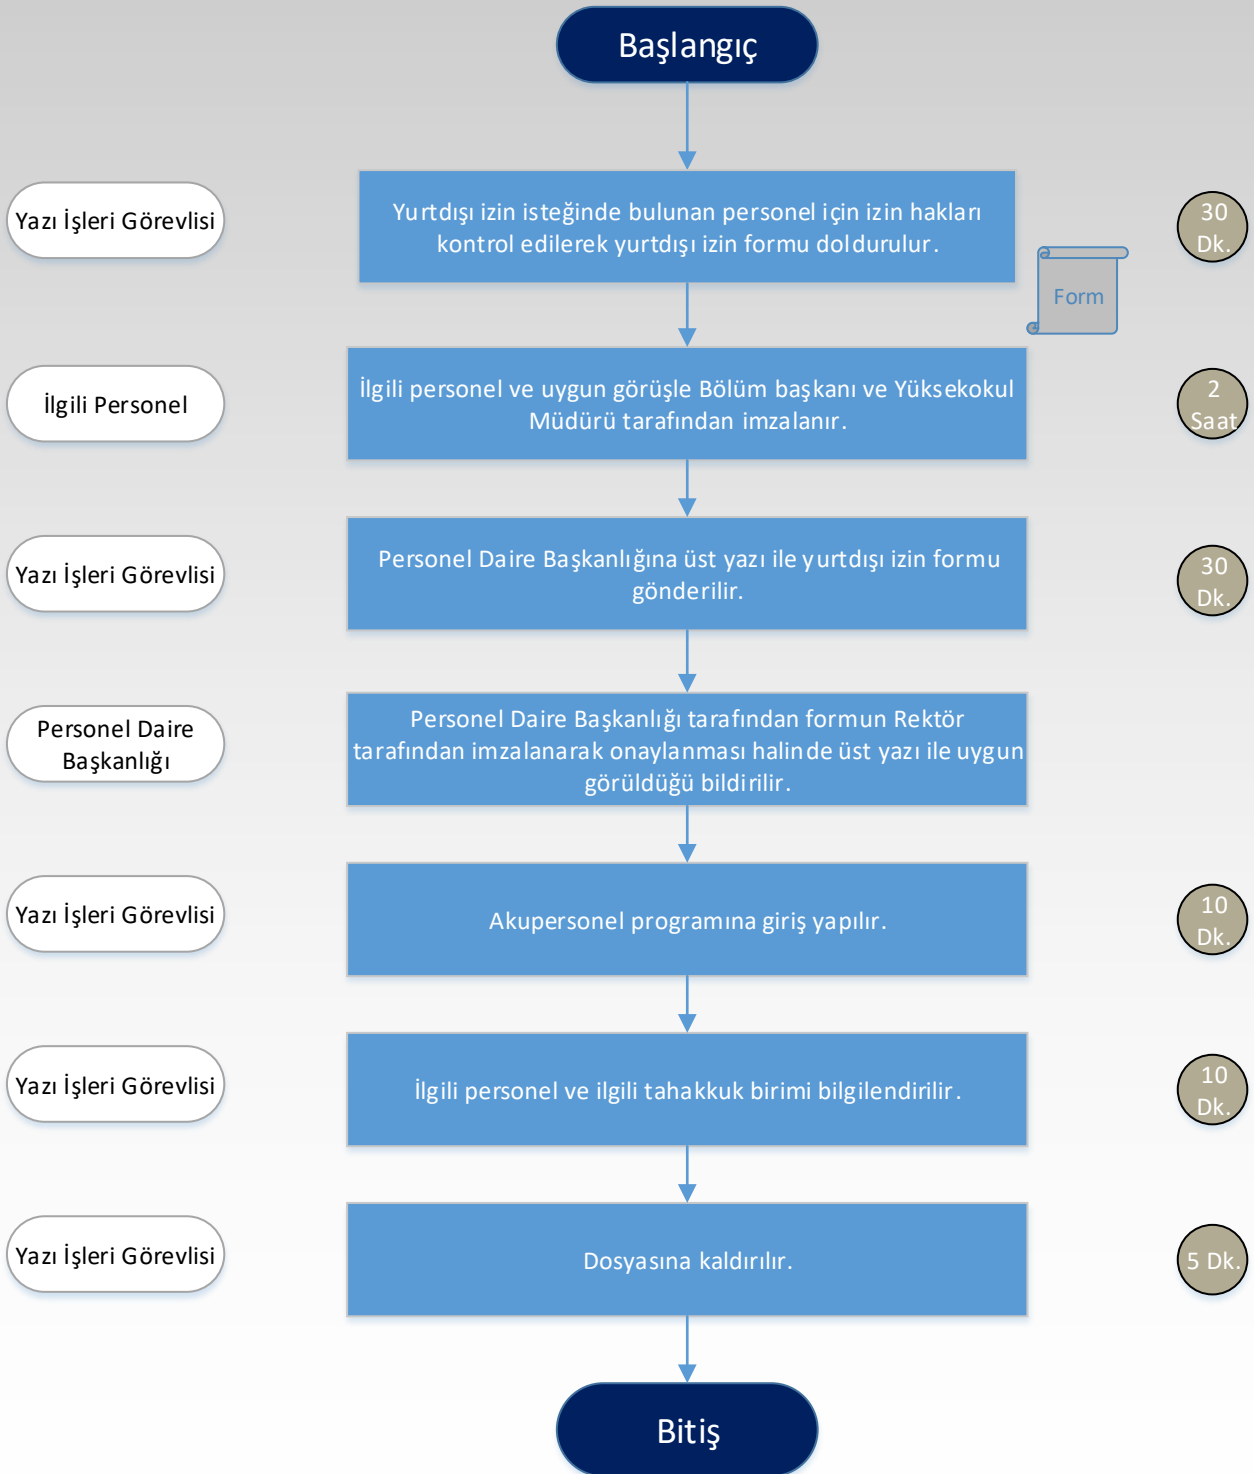 Başlangıç
Yazı İşleri Görevlisi
Yurtdışı izin isteğinde bulunan personel için izin hakları
kontrol edilerek yurtdışı izin formu doldurulur.
30
Dk.
Form
İlgili Personel
İlgili personel ve uygun görüşle Bölüm başkanı ve Yüksekokul
Müdürü tarafından imzalanır.
2
Saat
Yazı İşleri Görevlisi
Personel Daire Başkanlığına üst yazı ile yurtdışı izin formu
gönderilir.
30
Dk.
Personel Daire
Başkanlığı
Personel Daire Başkanlığı tarafından formun Rektör
tarafından imzalanarak onaylanması halinde üst yazı ile uygun
görüldüğü bildirilir.
Yazı İşleri Görevlisi
Akupersonel programına giriş yapılır.
10
Dk.
Yazı İşleri Görevlisi
İlgili personel ve ilgili tahakkuk birimi bilgilendirilir.
10
Dk.
Yazı İşleri Görevlisi
Dosyasına kaldırılır.
5 Dk.
Bitiş